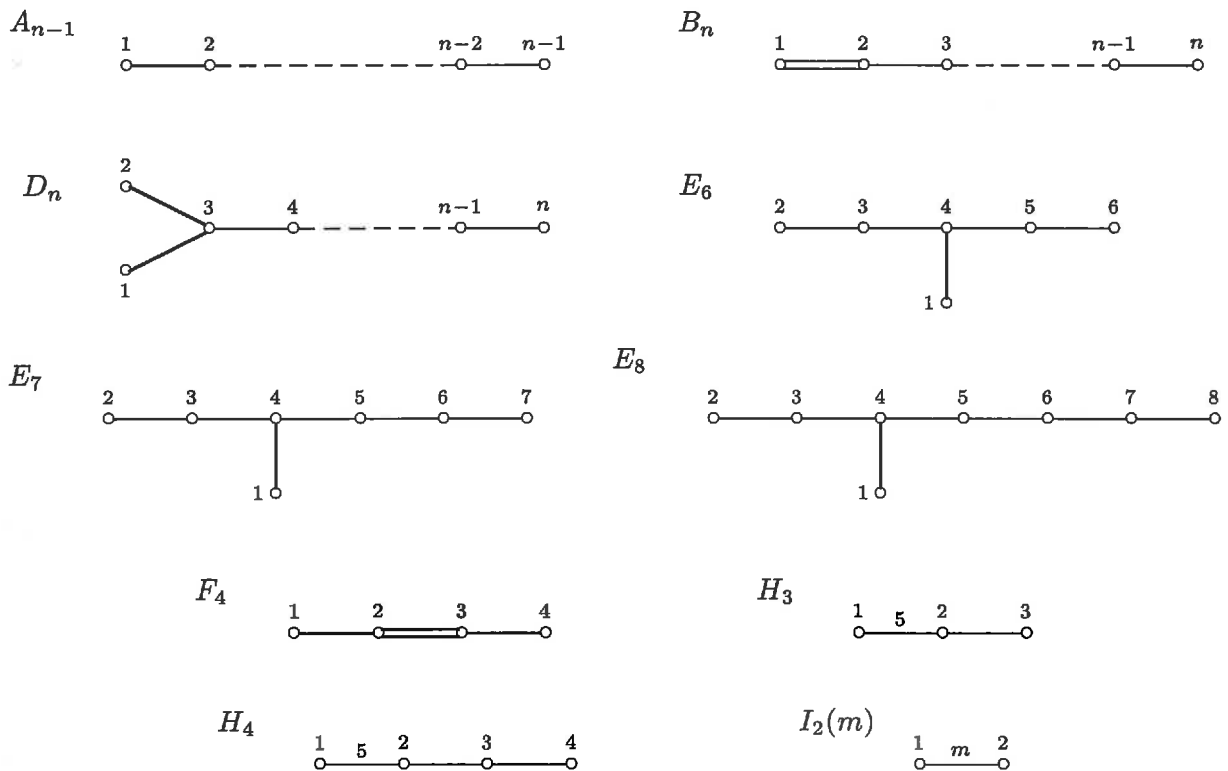 A_{n-1} B_n
1 2 n-2 n-1 1 2 3 n-1 n
D_n E_6
2
3 4 n-1 n 2 3 4 5 6
1
1
E_7 E_8
2 3 4 5 6 7 2 3 4 5 6 7 8
1 1
F_4 H_3
1 2 3 4 1 5 2 3
H_4 I_2(m)
1 5 2 3 4 1 m 2